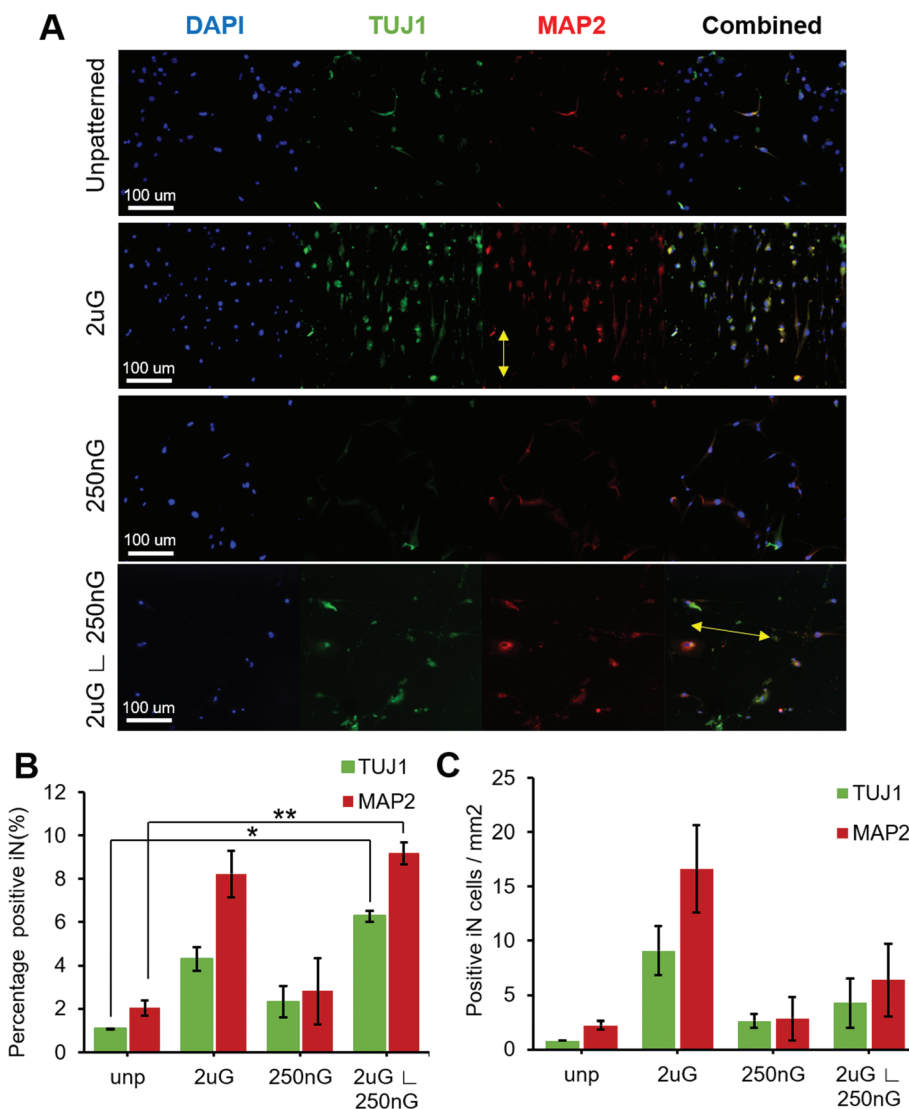 A
DAPI TUJ1 MAP2 Combined
Unpatterned
100 um
2uG
100 um
250nG
100 um
2uG ∟ 250nG
100 um
B
TUJ1
MAP2
Percentage positive iN(%)
12
10
8
6
4
2
0
*
**
unp 2uG 250nG 2uG ∟
250nG
C
TUJ1
MAP2
Positive iN cells / mm2
25
20
15
10
5
0
unp 2uG 250nG 2uG ∟
250nG